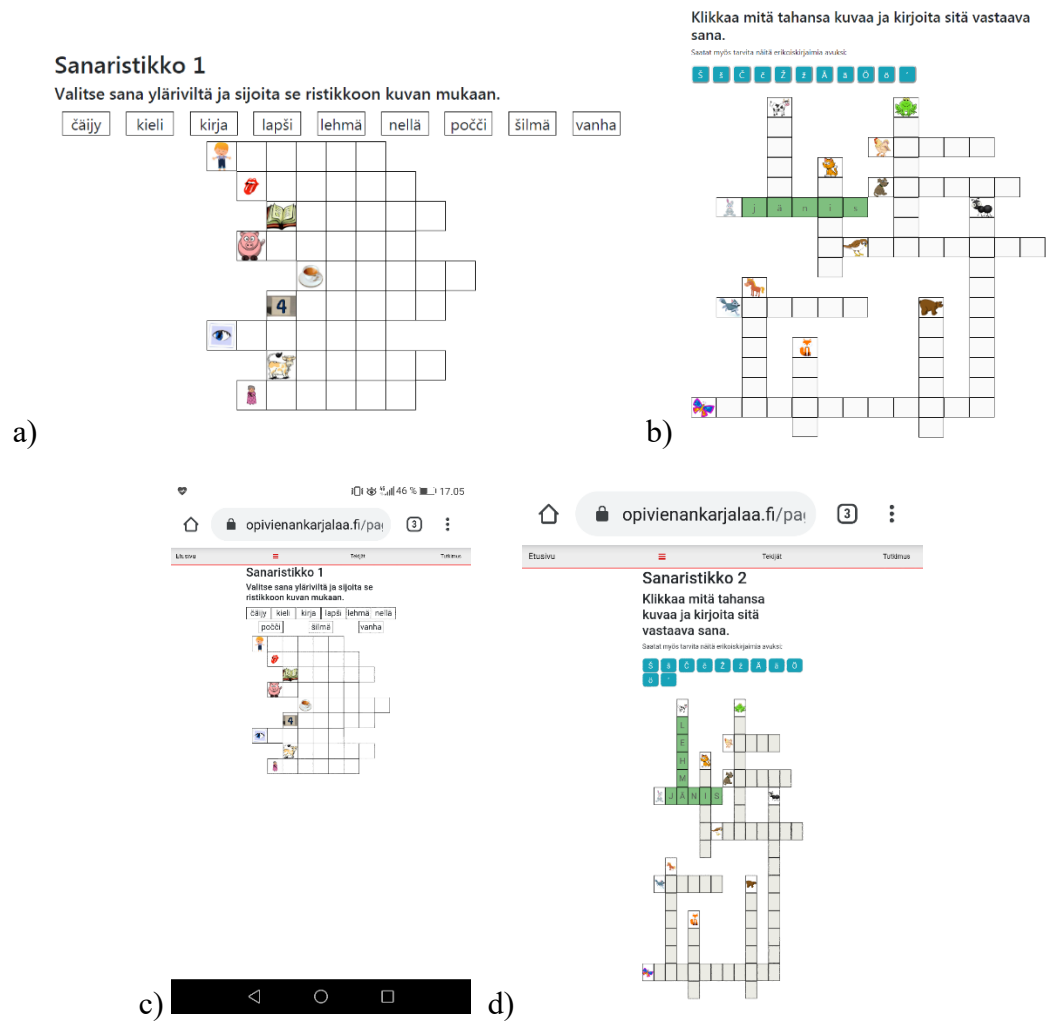 Sanaristikko 1
Valitse sana yläriviltä ja sijoita se ristikkoon kuvan mukaan.
čäijy kieli kirja lapši lehmä nellä počči šilmä vanha
4
a)
Klikkaa mitä tahansa kuvaa ja kirjoita sitä vastaava
sana.
Saatat myös tarvita näitä erikoiskirjaimia avuksi:
Š š Č č Ž ž Ä ä Ö ö '
j ä n i s
b)
46 % 17.05
opivienankarjalaa.fi/pa 3
Etusivu Tekijät Tutkimus
Sanaristikko 1
Valitse sana yläriviltä ja sijoita se
ristikkoon kuvan mukaan.
čäijy kieli kirja lapši lehmä nellä
počči šilmä vanha
4
c)
opivienankarjalaa.fi/pa 3
Etusivu Tekijät Tutkimus
Sanaristikko 2
Klikkaa mitä tahansa
kuvaa ja kirjoita sitä
vastaava sana.
Saatat myös tarvita näitä erikoiskirjaimia avuksi:
Š š Č č Ž ž Ä ä Ö
ö '
L
E
H
M
J Ä N I S
d)